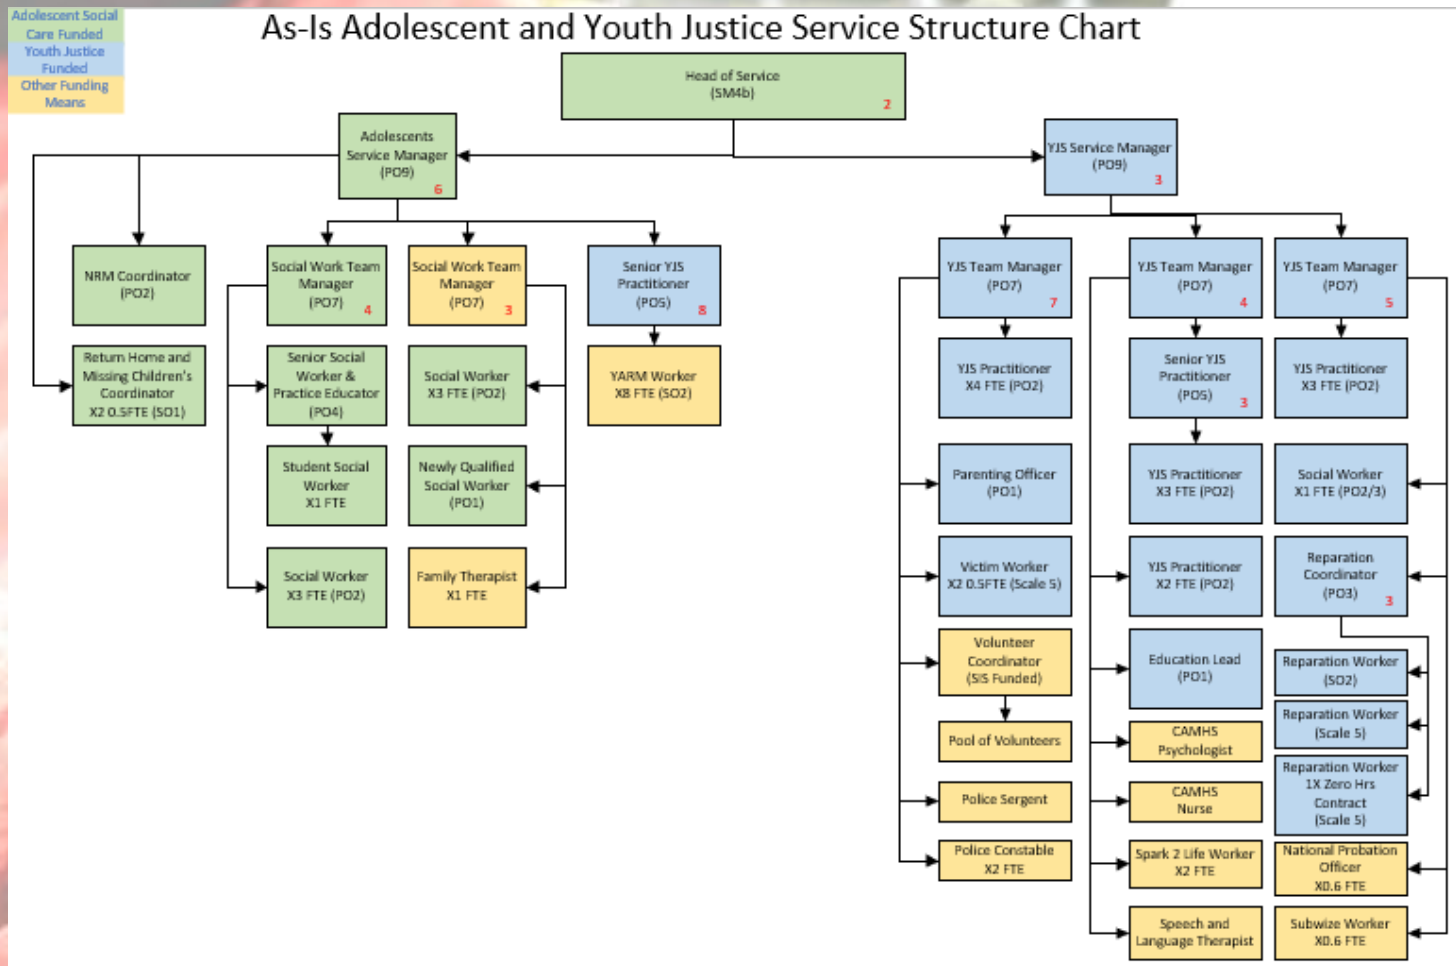 Adolescent Social
Care Funded
Youth Justice
Funded
Other Funding
Means
As-Is Adolescent and Youth Justice Service Structure Chart
Head of Service
(SM4b)
2
Adolescents
Service Manager
(PO9)
6
YJS Service Manager
(PO9)
3
NRM Coordinator
(PO2)
Return Home and
Missing Children's
Coordinator
X2 0.5FTE (SO1)
Social Work Team
Manager
(PO7)
4
Senior Social
Worker &
Practice Educator
(PO4)
Student Social
Worker
X1 FTE
Social Worker
X3 FTE (PO2)
Social Work Team
Manager
(PO7)
3
Social Worker
X3 FTE (PO2)
Newly Qualified
Social Worker
(PO1)
Family Therapist
X1 FTE
Senior YJS
Practitioner
(PO5)
8
YARM Worker
X8 FTE (SO2)
YJS Team Manager
(PO7)
7
YJS Practitioner
X4 FTE (PO2)
Parenting Officer
(PO1)
Victim Worker
X2 0.5FTE (Scale 5)
Volunteer
Coordinator
(SIS Funded)
Pool of Volunteers
Police Sergent
Police Constable
X2 FTE
YJS Team Manager
(PO7)
4
Senior YJS
Practitioner
(PO5)
3
YJS Practitioner
X3 FTE (PO2)
YJS Practitioner
X2 FTE (PO2)
Education Lead
(PO1)
CAMHS
Psychologist
CAMHS
Nurse
Spark 2 Life Worker
X2 FTE
Speech and
Language Therapist
YJS Team Manager
(PO7)
5
YJS Practitioner
X3 FTE (PO2)
Social Worker
X1 FTE (PO2/3)
Reparation
Coordinator
(PO3)
3
Reparation Worker
(SO2)
Reparation Worker
(Scale 5)
Reparation Worker
1X Zero Hrs
Contract
(Scale 5)
National Probation
Officer
X0.6 FTE
Subwize Worker
X0.6 FTE